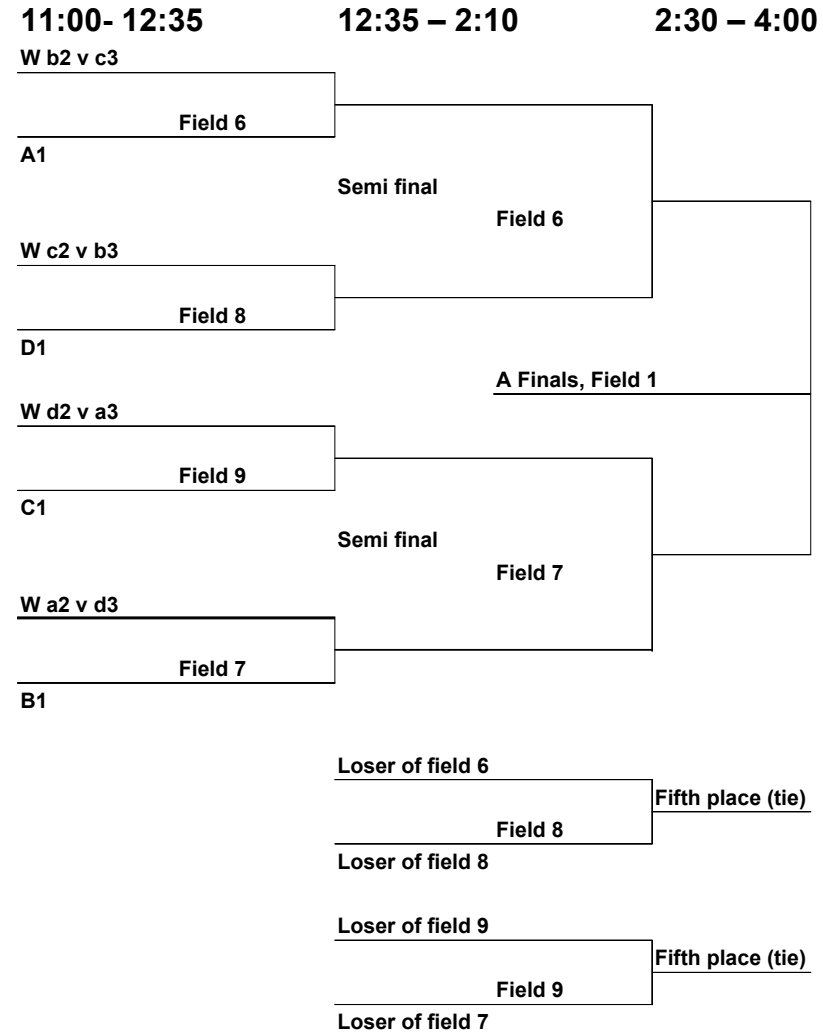 11:00- 12:35 12:35 – 2:10 2:30 – 4:00
W b2 v c3
Field 6
A1
Semi final
Field 6
W c2 v b3
Field 8
D1
A Finals, Field 1
W d2 v a3
Field 9
C1
Semi final
Field 7
W a2 v d3
Field 7
B1
Loser of field 6
Fifth place (tie)
Field 8
Loser of field 8
Loser of field 9
Fifth place (tie)
Field 9
Loser of field 7